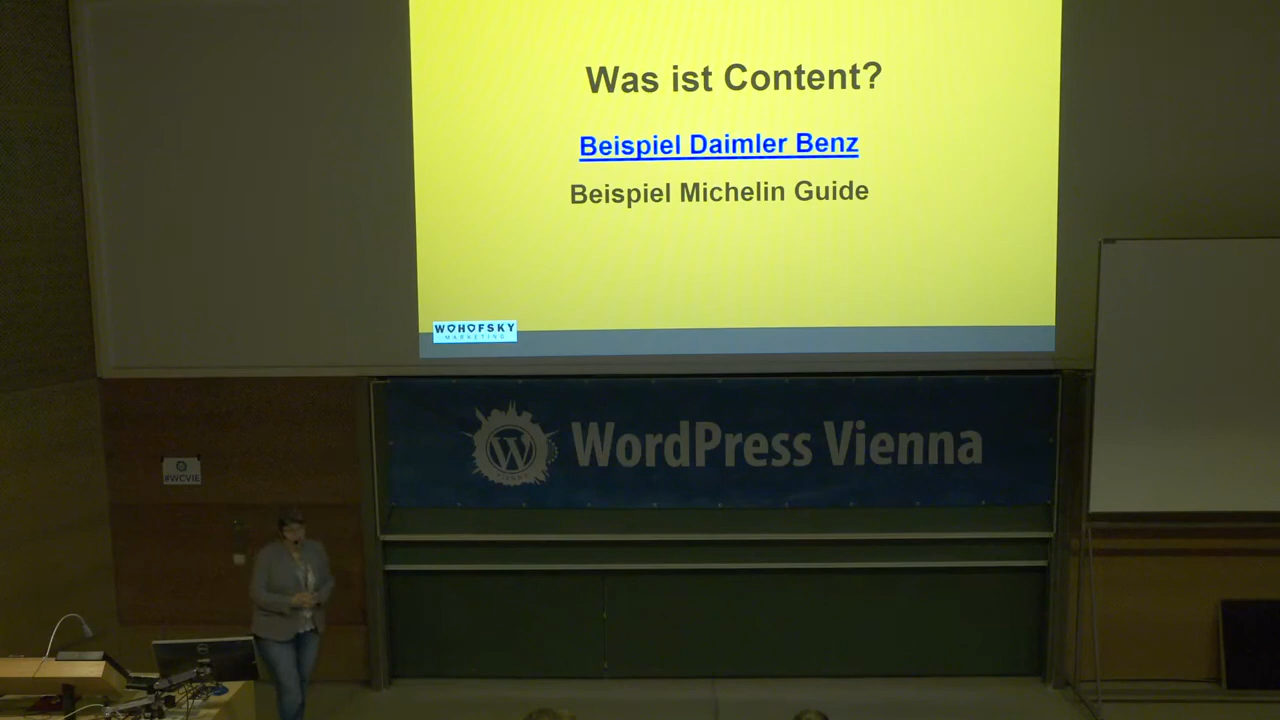 Was ist Content?
Beispiel Daimler Benz
Beispiel Michelin Guide
WOHOFSKY
MARKETING
WordPress Vienna
#WCVIE